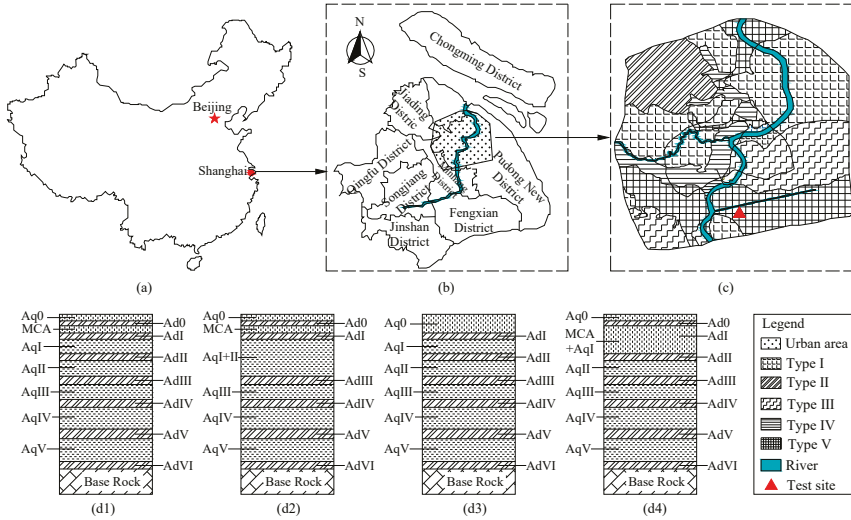 Beijing
Shanghai
(a)
N
S
Chongming District
Jiading
Distric
Qingfu District
Songjiang
District
Minhang
District
Pudong New
District
Jinshan
District
Fengxian
District
(b)
(c)
Aq0
MCA
AqI
AqII
AqIII
AqIV
AqV
Ad0
AdI
AdII
AdIII
AdIV
AdV
AdVI
Base Rock
(d1)
Aq0
MCA
AqI+II
AqIII
AqIV
AqV
Ad0
AdI
AdIII
AdIV
AdV
AdVI
Base Rock
(d2)
Aq0
AqI
AqII
AqIII
AqIV
AqV
AdI
AdII
AdIII
AdIV
AdV
AdVI
Base Rock
(d3)
Aq0
MCA
+AqI
AqII
AqIII
AqIV
AqV
Ad0
AdI
AdII
AdIII
AdIV
AdV
AdVI
Base Rock
(d4)
Legend
Urban area
Type I
Type II
Type III
Type IV
Type V
River
Test site